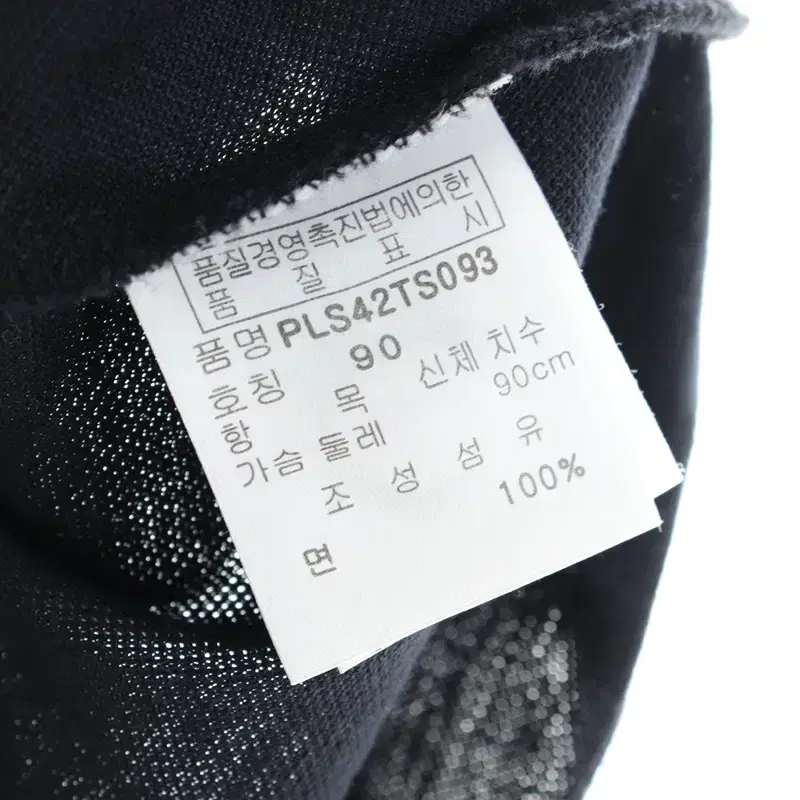 품질경영촉진법에의한
품 질 표 시
품명 PLS42TS093
호칭 90
항 목 신체 치수
가슴 둘레 90cm
조 성 섬 유
면 100%